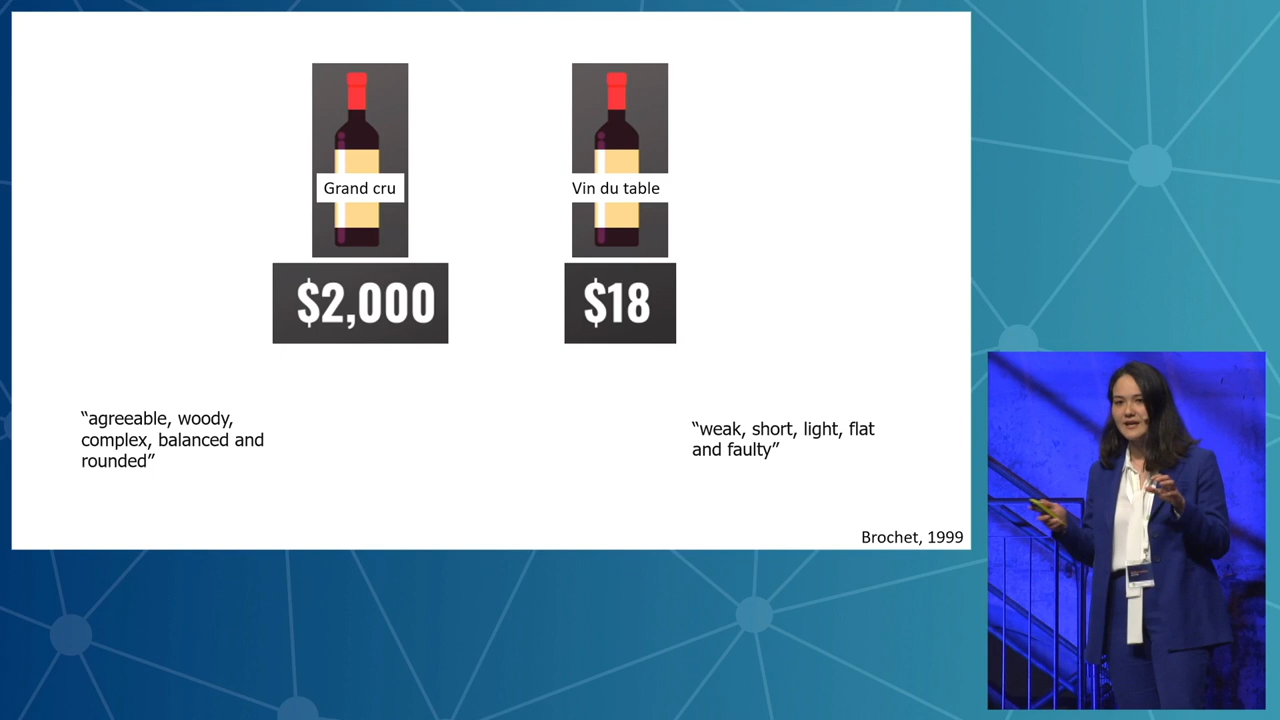 Grand cru
Vin du table
$2,000
$18
“agreeable, woody,
complex, balanced and
rounded”
“weak, short, light, flat
and faulty”
Brochet, 1999